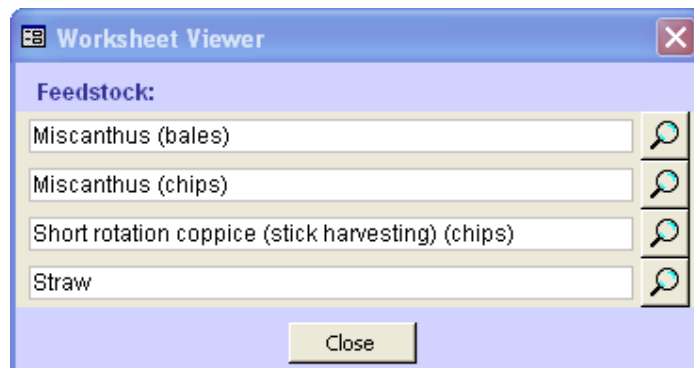 Worksheet Viewer
Feedstock:
Miscanthus (bales)
Miscanthus (chips)
Short rotation coppice (stick harvesting) (chips)
Straw
Close